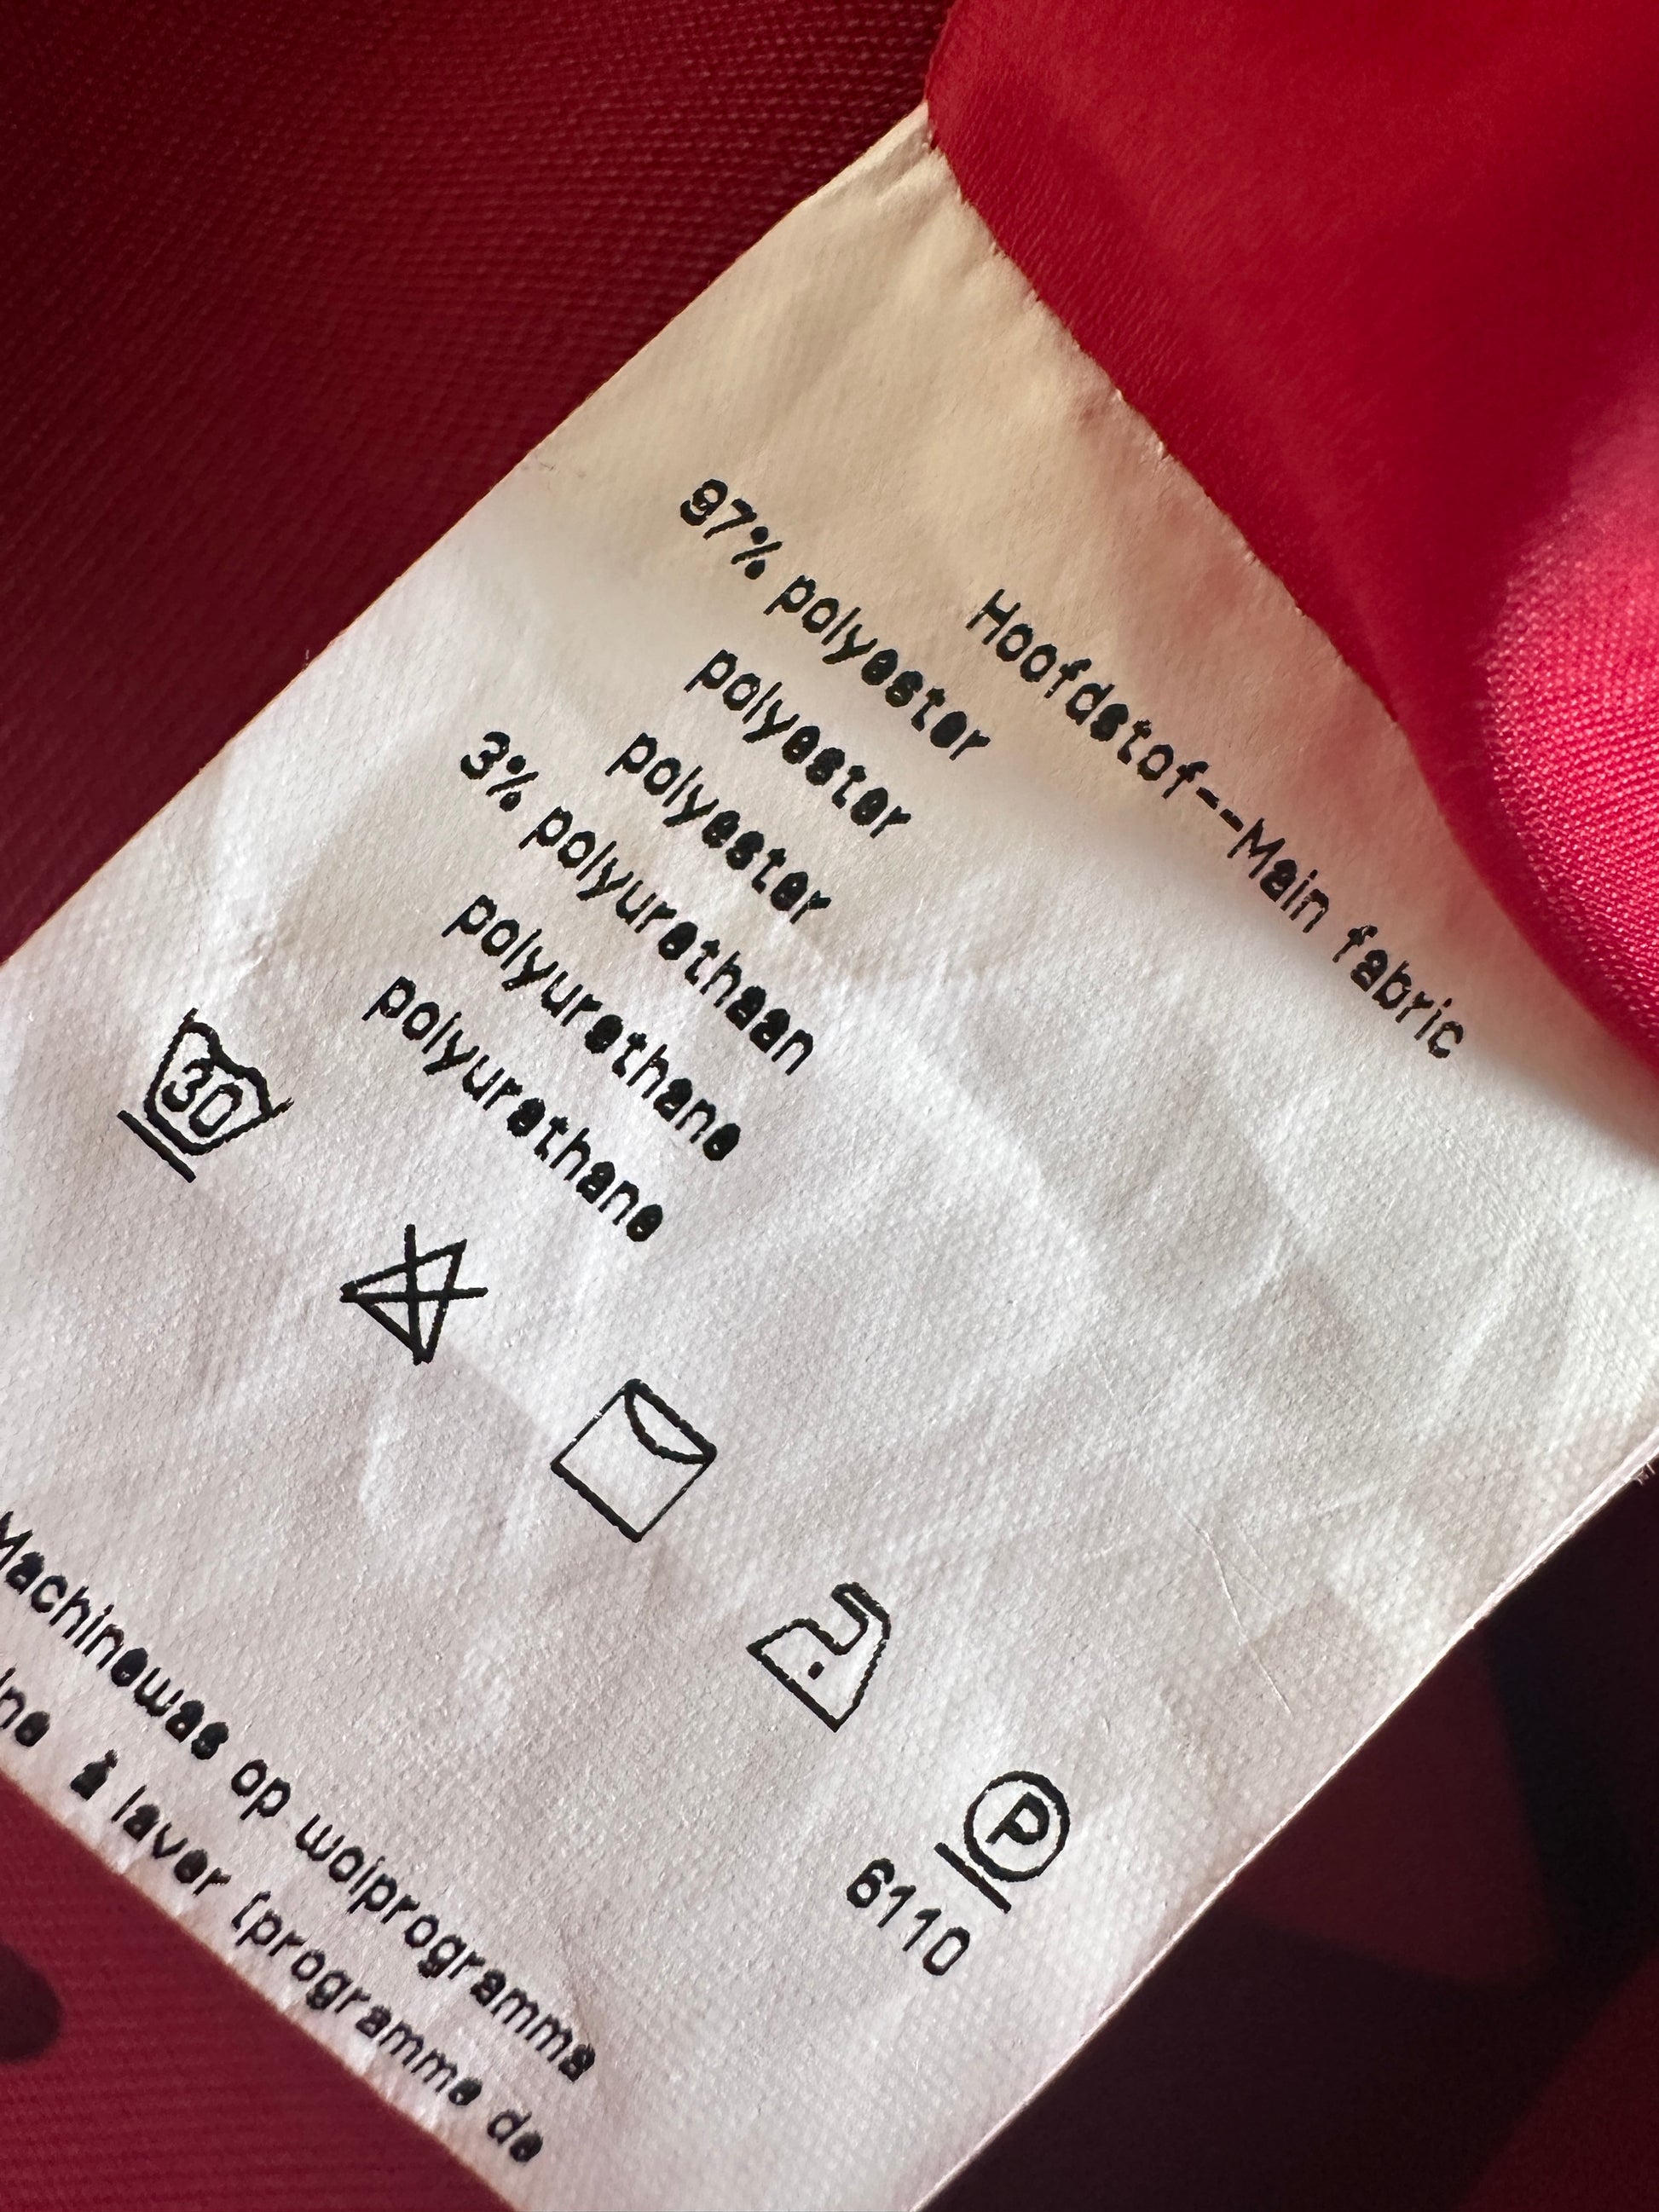 Hoofdstof--Main fabric
97% polyester
polyester
polyester
3% polyurethaan
polyurethane
polyurethane
30
P
6110
Machinewas op wolprogramma
à laver (programme de